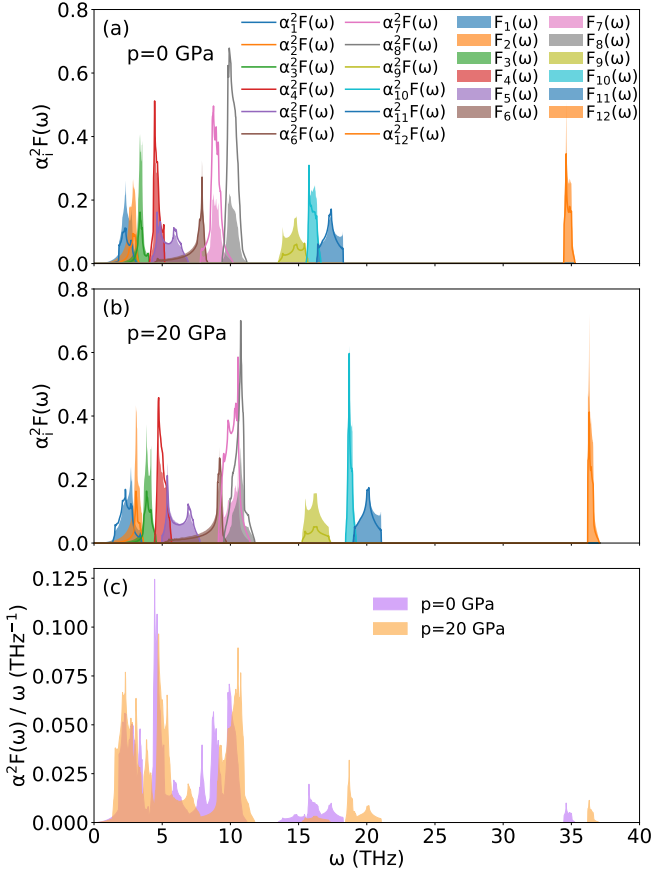 (a)
p=0 GPa
α₁²F(ω) α₇²F(ω) F₁(ω) F₇(ω)
α₂²F(ω) α₈²F(ω) F₂(ω) F₈(ω)
α₃²F(ω) α₉²F(ω) F₃(ω) F₉(ω)
α₄²F(ω) α₁₀²F(ω) F₄(ω) F₁₀(ω)
α₅²F(ω) α₁₁²F(ω) F₅(ω) F₁₁(ω)
α₆²F(ω) α₁₂²F(ω) F₆(ω) F₁₂(ω)
αᵢ²F(ω)
0.8
0.6
0.4
0.2
0.0
(b)
p=20 GPa
αᵢ²F(ω)
0.8
0.6
0.4
0.2
0.0
(c)
p=0 GPa
p=20 GPa
α²F(ω) / ω (THz⁻¹)
0.125
0.100
0.075
0.050
0.025
0.000
0 5 10 15 20 25 30 35 40
ω (THz)